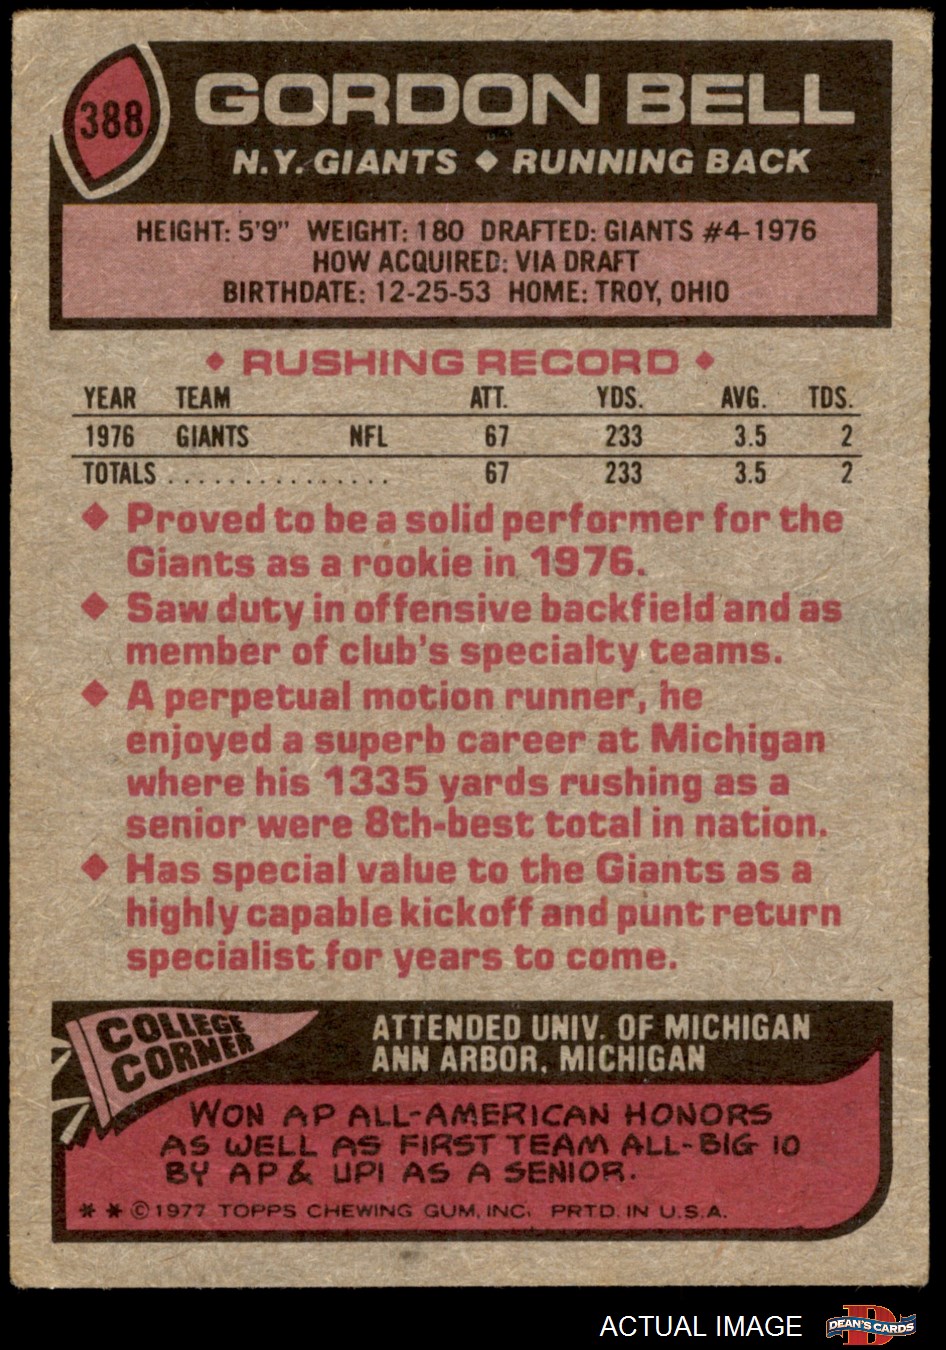 388
GORDON BELL
N.Y. GIANTS ◆ RUNNING BACK
HEIGHT: 5'9" WEIGHT: 180 DRAFTED: GIANTS #4-1976
HOW ACQUIRED: VIA DRAFT
BIRTHDATE: 12-25-53 HOME: TROY, OHIO
◆ RUSHING RECORD ◆
YEAR TEAM ATT. YDS. AVG. TDS.
1976 GIANTS NFL 67 233 3.5 2
TOTALS . . . . . . . . . . . . . . . 67 233 3.5 2
◆ Proved to be a solid performer for the
Giants as a rookie in 1976.
◆ Saw duty in offensive backfield and as
member of club's specialty teams.
◆ A perpetual motion runner, he
enjoyed a superb career at Michigan
where his 1335 yards rushing as a
senior were 8th-best total in nation.
◆ Has special value to the Giants as a
highly capable kickoff and punt return
specialist for years to come.
COLLEGE
CORNER
ATTENDED UNIV. OF MICHIGAN
ANN ARBOR, MICHIGAN
WON AP ALL-AMERICAN HONORS
AS WELL AS FIRST TEAM ALL-BIG 10
BY AP & UPI AS A SENIOR.
* * © 1977 TOPPS CHEWING GUM, INC. PRTD. IN U.S.A.
ACTUAL IMAGE
D
DEAN'S CARDS